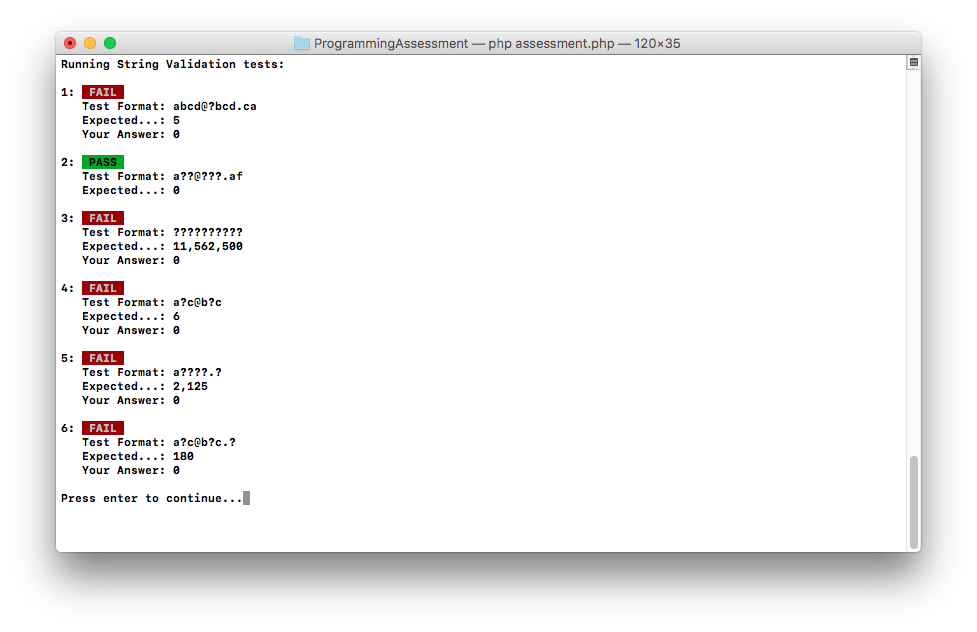 ProgrammingAssessment — php assessment.php — 120×35
Running String Validation tests:
1: FAIL
Test Format: abcd@?bcd.ca
Expected...: 5
Your Answer: 0
2: PASS
Test Format: a??@???.af
Expected...: 0
3: FAIL
Test Format: ??????????
Expected...: 11,562,500
Your Answer: 0
4: FAIL
Test Format: a?c@b?c
Expected...: 6
Your Answer: 0
5: FAIL
Test Format: a????.?
Expected...: 2,125
Your Answer: 0
6: FAIL
Test Format: a?c@b?c.?
Expected...: 180
Your Answer: 0
Press enter to continue...